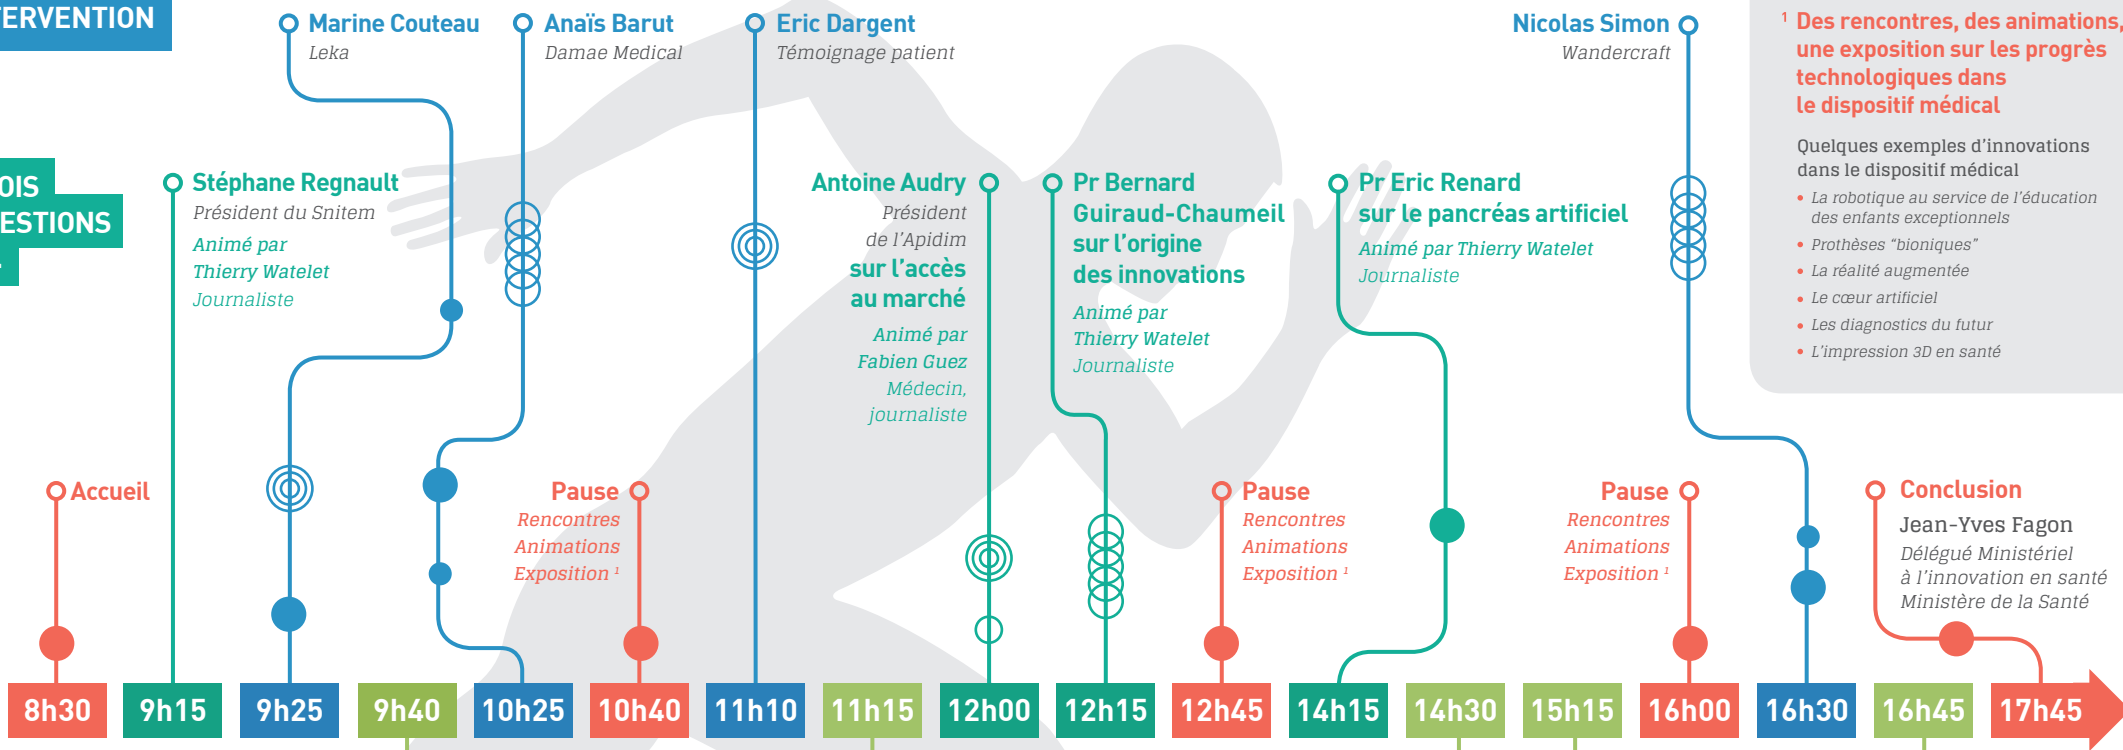 Marine Couteau
Leka
Anaïs Barut
Damae Medical
Eric Dargent
Témoignage patient
Nicolas Simon
Wandercraft
¹ Des rencontres, des animations,
une exposition sur les progrès
technologiques dans
le dispositif médical
Quelques exemples d’innovations
dans le dispositif médical
• La robotique au service de l’éducation
des enfants exceptionnels
• Prothèses “bioniques”
• La réalité augmentée
• Le cœur artificiel
• Les diagnostics du futur
• L’impression 3D en santé
Stéphane Regnault
Président du Snitem
Animé par
Thierry Watelet
Journaliste
Antoine Audry
Président
de l’Apidim
sur l’accès
au marché
Animé par
Fabien Guez
Médecin,
journaliste
Pr Bernard
Guiraud-Chaumeil
sur l’origine
des innovations
Animé par
Thierry Watelet
Journaliste
Pr Eric Renard
sur le pancréas artificiel
Animé par Thierry Watelet
Journaliste
Accueil
Pause
Rencontres
Animations
Exposition ¹
Pause
Rencontres
Animations
Exposition ¹
Pause
Rencontres
Animations
Exposition ¹
Conclusion
Jean-Yves Fagon
Délégué Ministériel
à l’innovation en santé
Ministère de la Santé
8h30
9h15
9h25
9h40
10h25
10h40
11h10
11h15
12h00
12h15
12h45
14h15
14h30
15h15
16h00
16h30
16h45
17h45